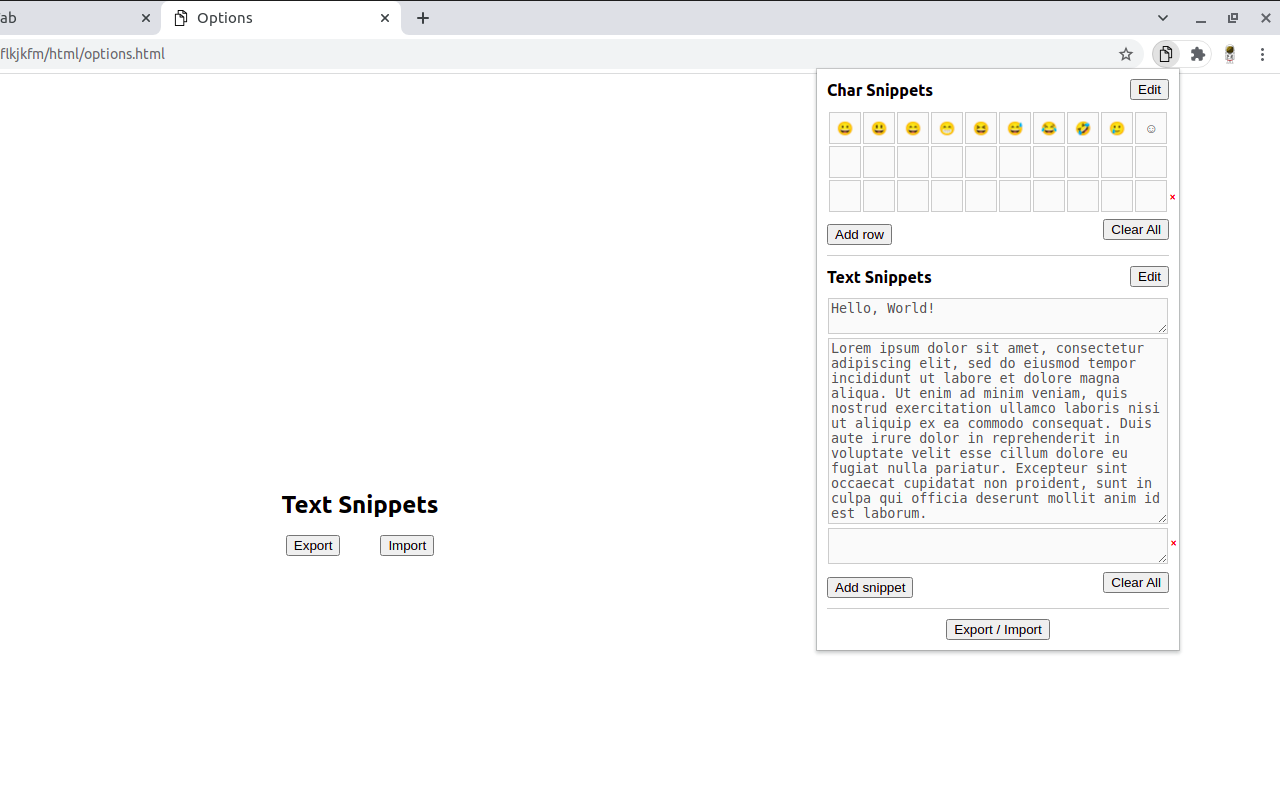 ab
Options
flkjkfm/html/options.html
Char Snippets
Edit
😀 😃 😄 😁 😆 😅 😂 🤣 🥲 ☺
×
Add row
Clear All
Text Snippets
Edit
Hello, World!
Lorem ipsum dolor sit amet, consectetur
adipiscing elit, sed do eiusmod tempor
incididunt ut labore et dolore magna
aliqua. Ut enim ad minim veniam, quis
nostrud exercitation ullamco laboris nisi
ut aliquip ex ea commodo consequat. Duis
aute irure dolor in reprehenderit in
voluptate velit esse cillum dolore eu
fugiat nulla pariatur. Excepteur sint
occaecat cupidatat non proident, sunt in
culpa qui officia deserunt mollit anim id
est laborum.
×
Add snippet
Clear All
Export / Import
Text Snippets
Export
Import